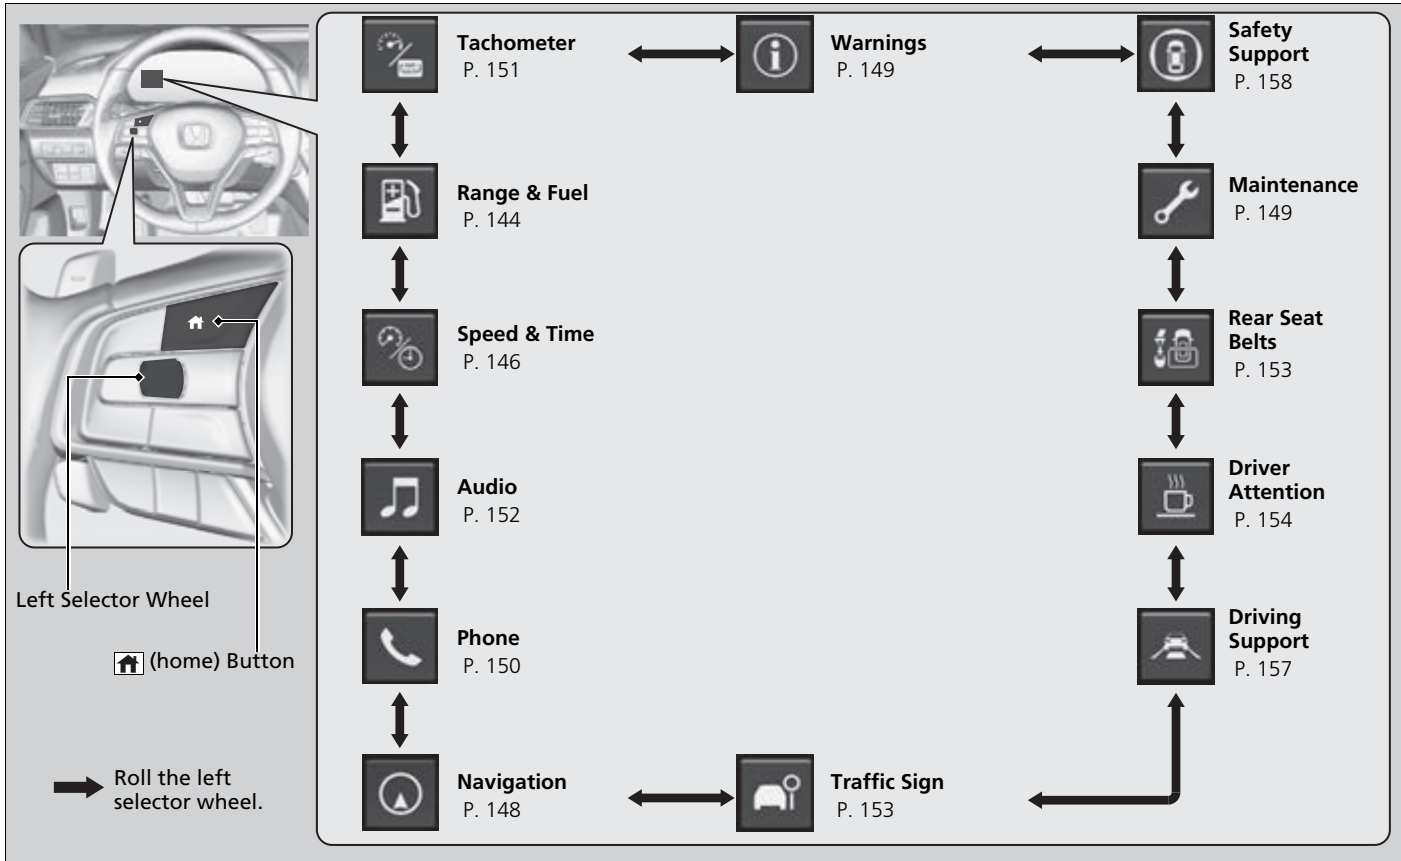 Tachometer
P. 151
Warnings
P. 149
Safety
Support
P. 158
Range & Fuel
P. 144
Maintenance
P. 149
Speed & Time
P. 146
Rear Seat
Belts
P. 153
Audio
P. 152
Driver
Attention
P. 154
Left Selector Wheel
(home) Button
Phone
P. 150
Driving
Support
P. 157
Roll the left
selector wheel.
Navigation
P. 148
Traffic Sign
P. 153